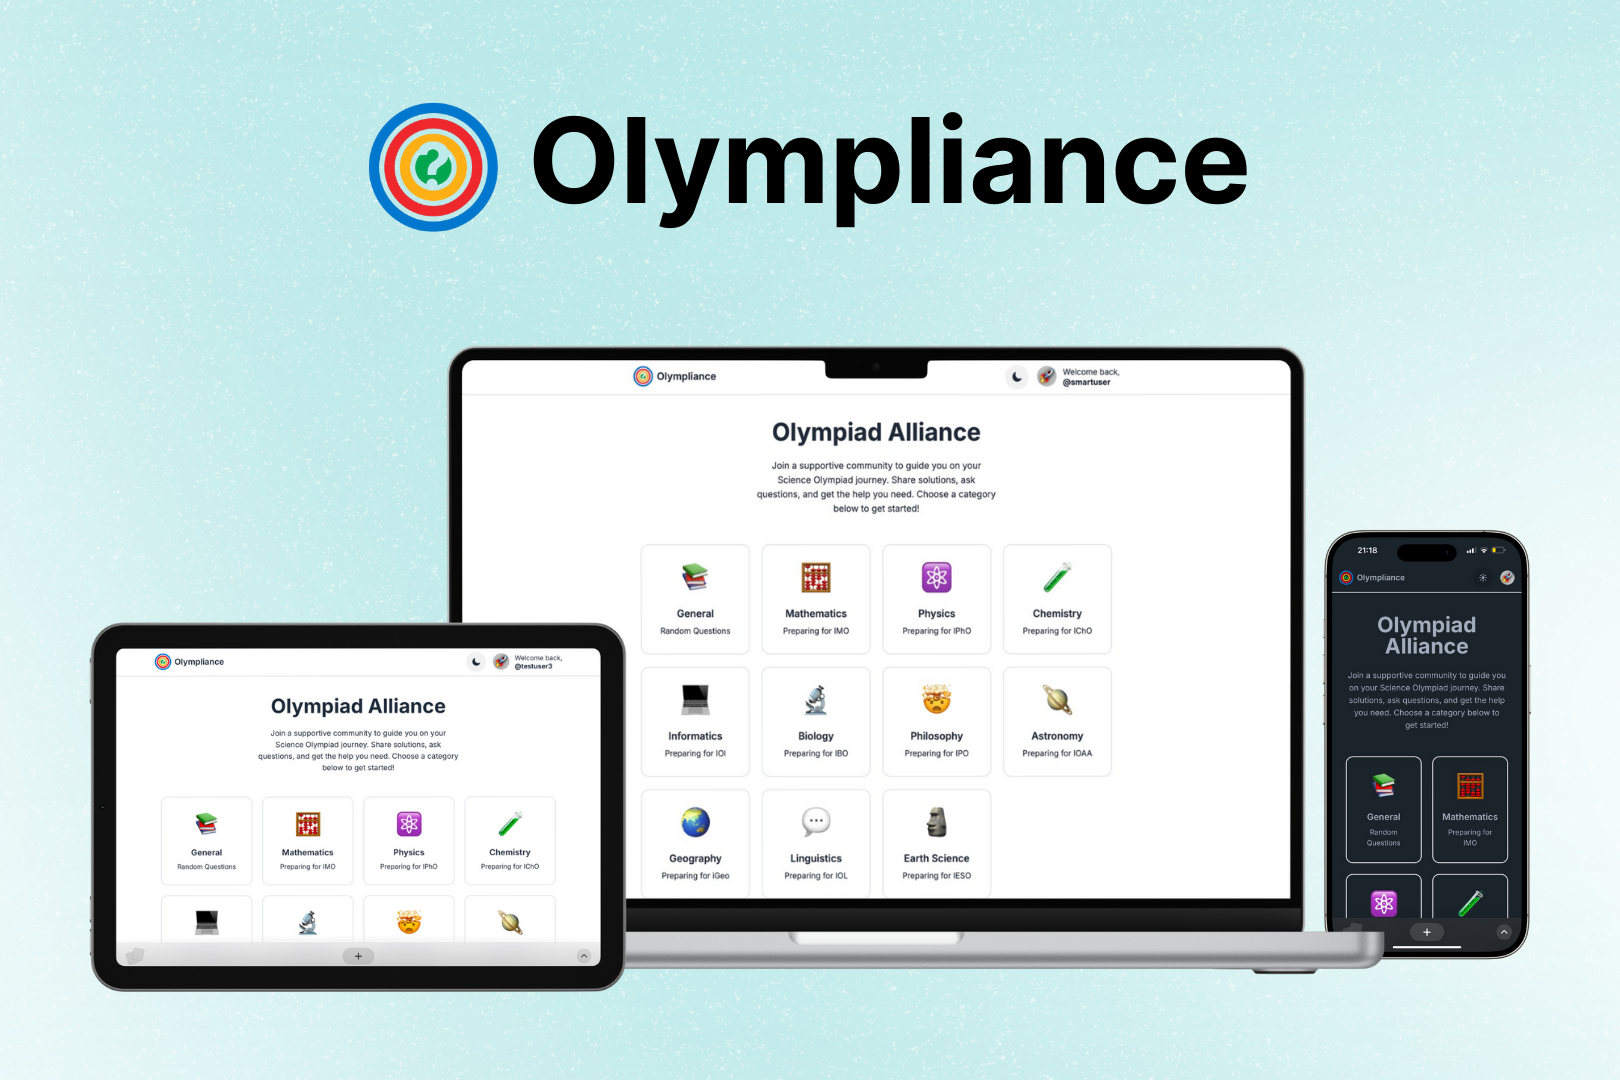 Olympliance
Olympliance
Welcome back,
@smartuser
Olympiad Alliance
Join a supportive community to guide you on your
Science Olympiad journey. Share solutions, ask
questions, and get the help you need. Choose a category
below to get started!
General
Random Questions
Mathematics
Preparing for IMO
Physics
Preparing for IPhO
Chemistry
Preparing for IChO
Informatics
Preparing for IOI
Biology
Preparing for IBO
Philosophy
Preparing for IPO
Astronomy
Preparing for IOAA
Geography
Preparing for iGeo
Linguistics
Preparing for IOL
Earth Science
Preparing for IESO
Olympliance
Welcome back,
@testuser3
Olympiad Alliance
Join a supportive community to guide you on your
Science Olympiad journey. Share solutions, ask
questions, and get the help you need. Choose a category
below to get started!
General
Random Questions
Mathematics
Preparing for IMO
Physics
Preparing for IPhO
Chemistry
Preparing for IChO
+
21:18
Olympliance
Olympiad
Alliance
Join a supportive community to guide you
on your Science Olympiad journey. Share
solutions, ask questions, and get the help
you need. Choose a category below to
get started!
General
Random
Questions
Mathematics
Preparing for
IMO
+